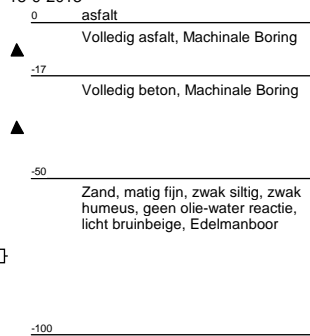 0 asfalt
Volledig asfalt, Machinale Boring
-17
Volledig beton, Machinale Boring
-50
Zand, matig fijn, zwak siltig, zwak
humeus, geen olie-water reactie,
licht bruinbeige, Edelmanboor
-100